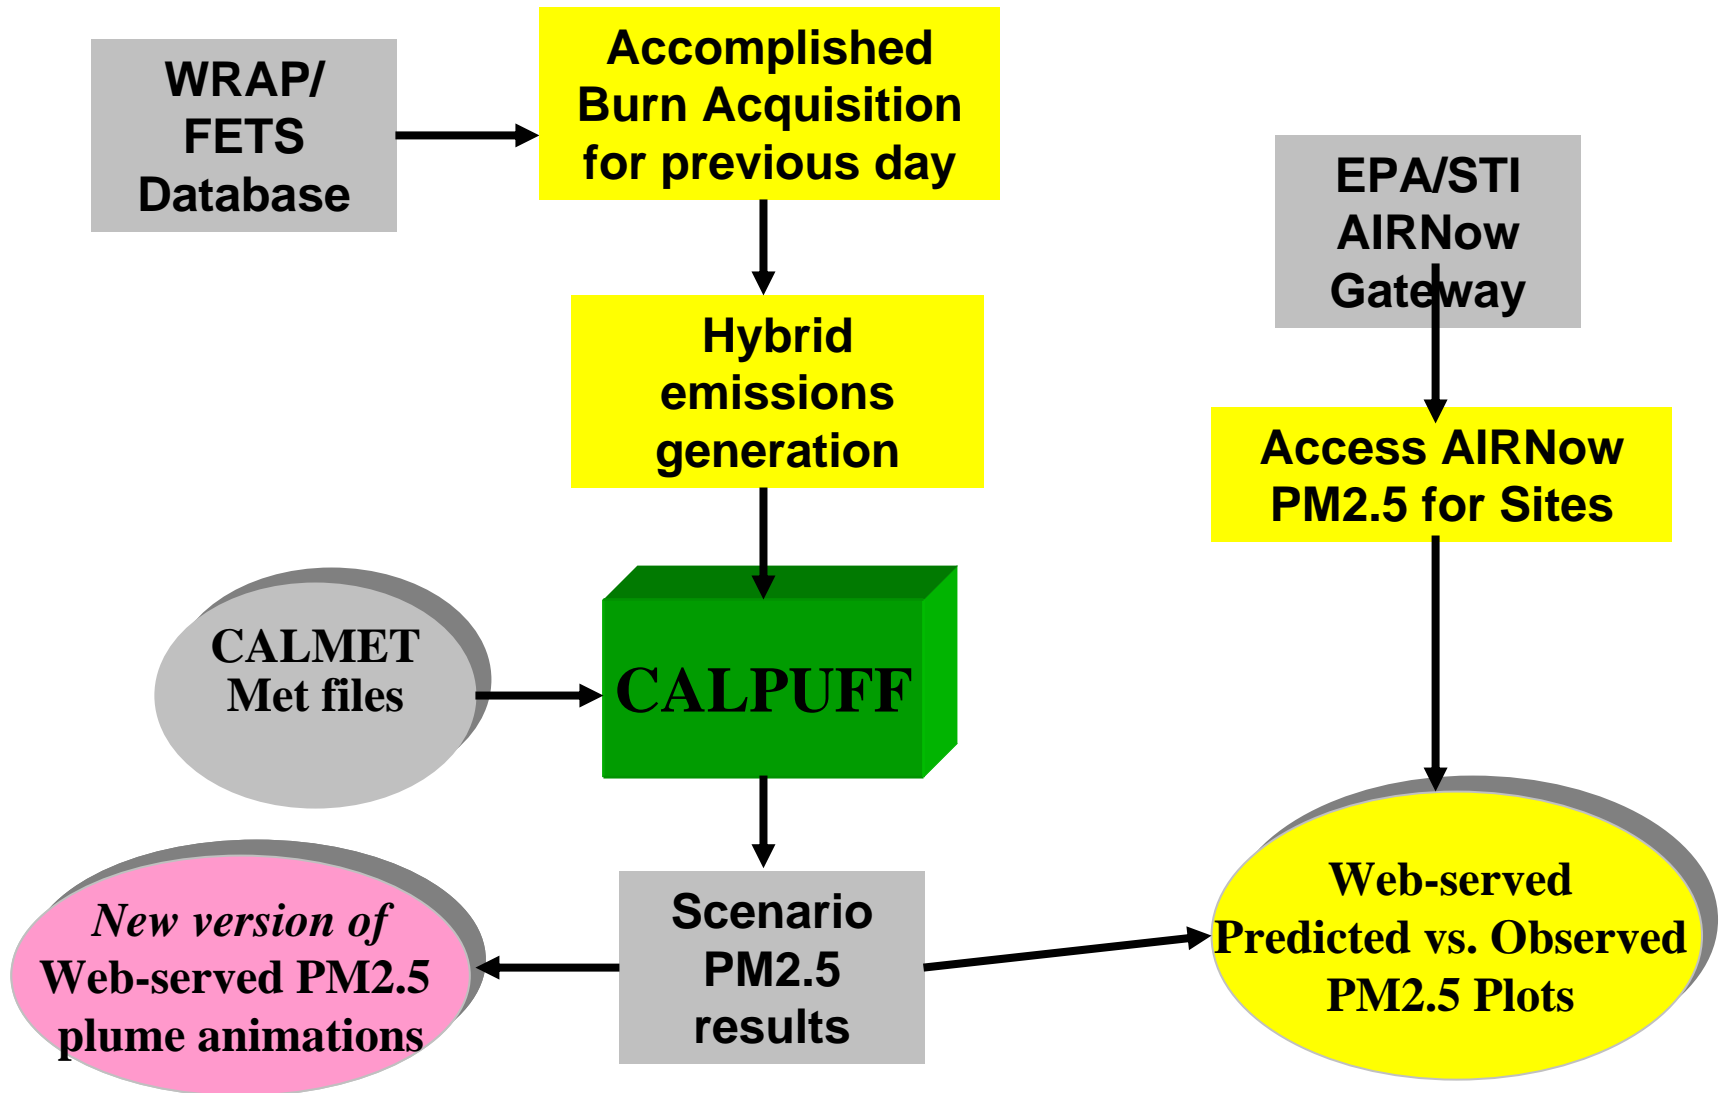 WRAP/
FETS
Database
Accomplished
Burn Acquisition
for previous day
EPA/STI
AIRNow
Gateway
Hybrid
emissions
generation
Access AIRNow
PM2.5 for Sites
CALMET
Met files
CALPUFF
New version of
Web-served PM2.5
plume animations
Scenario
PM2.5
results
Web-served
Predicted vs. Observed
PM2.5 Plots